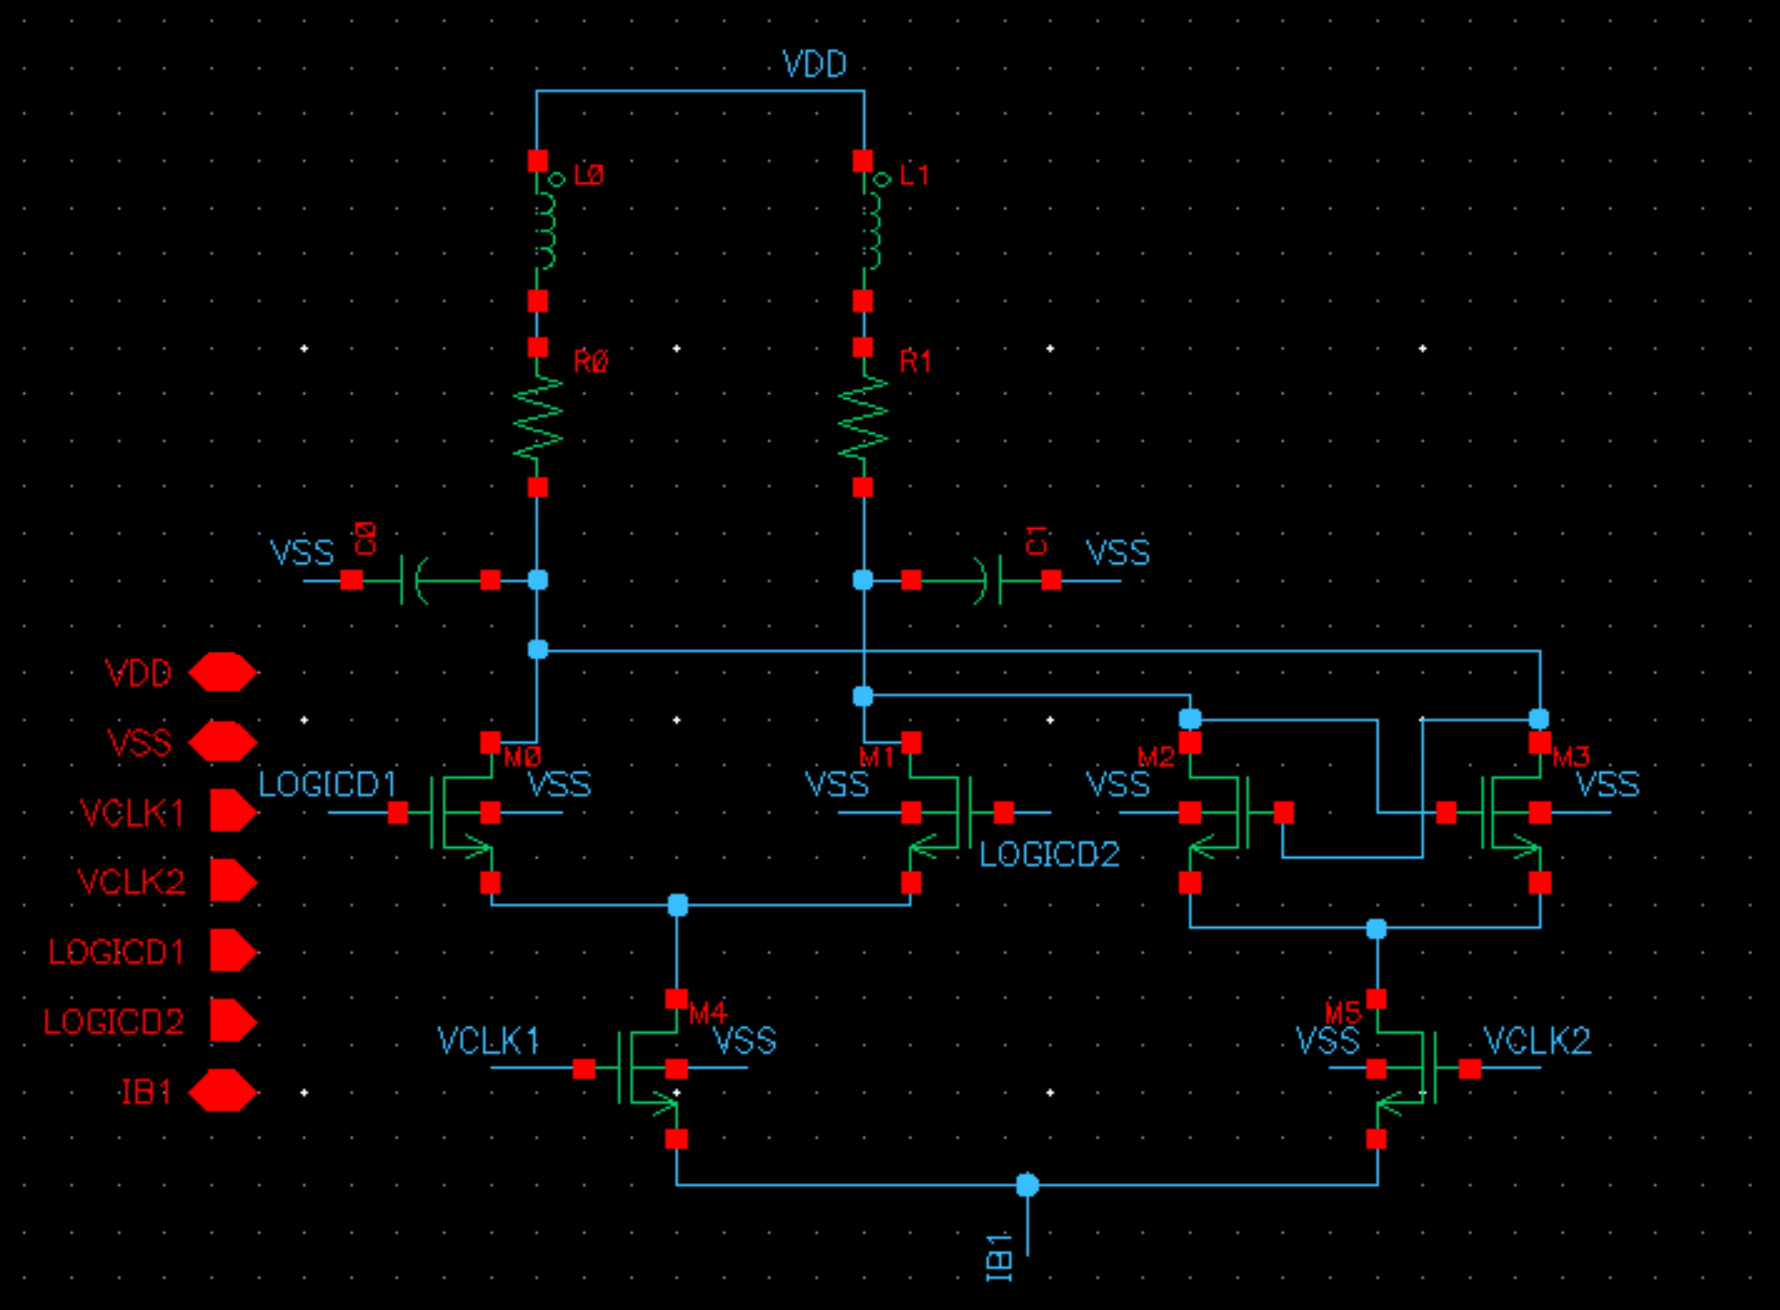 VDD
L0
L1
R0
R1
VSS
C0
C1
VSS
VDD
VSS
M0
M1
M2
M3
LOGICD1
VSS
VSS
VSS
VSS
VCLK1
LOGICD2
VCLK2
LOGICD1
LOGICD2
M4
M5
VCLK1
VSS
VSS
VCLK2
IB1
IB1